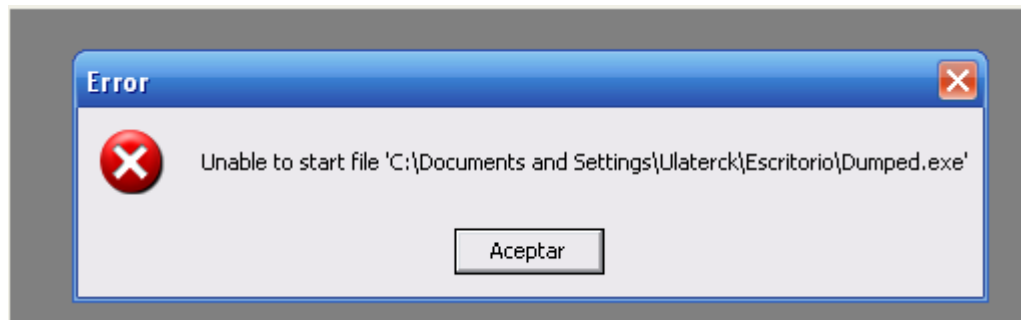 Error
Unable to start file 'C:\Documents and Settings\Ulaterck\Escritorio\Dumped.exe'
Aceptar